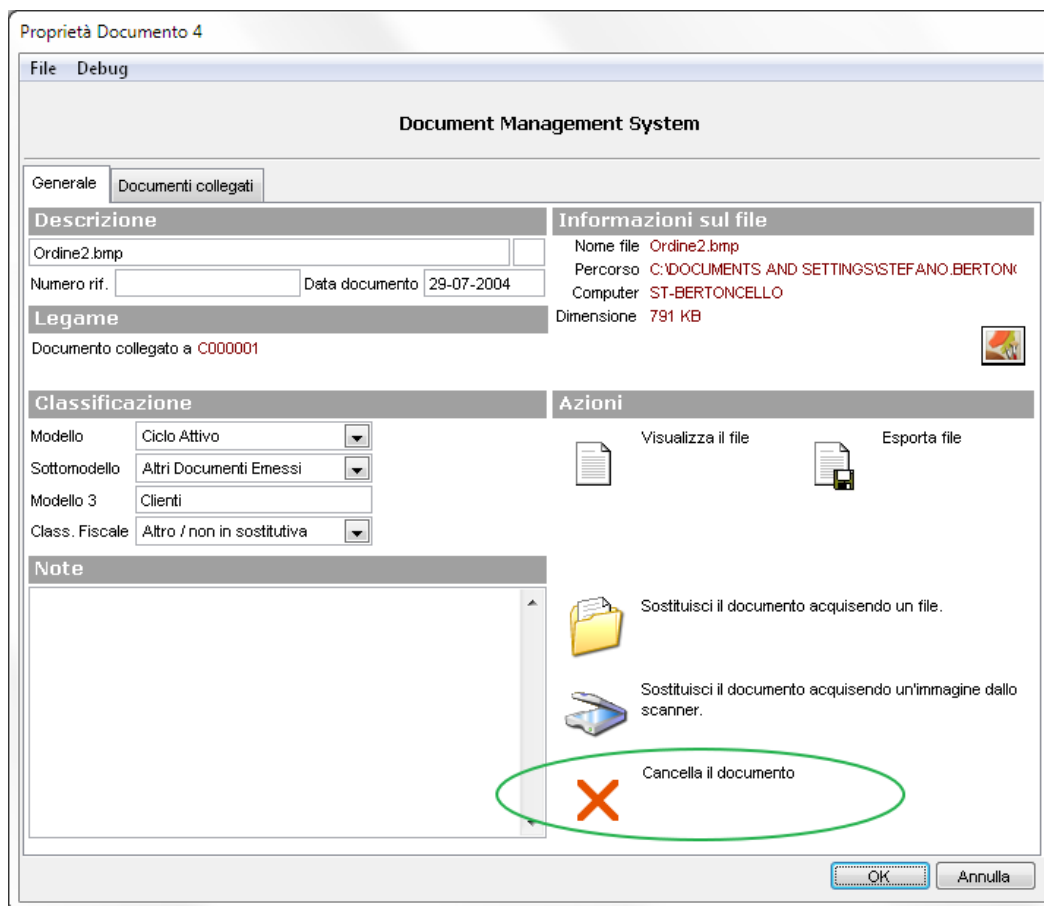 Proprietà Documento 4
File Debug
Document Management System
Generale Documenti collegati
Descrizione
Ordine2.bmp
Numero rif. Data documento 29-07-2004
Legame
Documento collegato a C000001
Informazioni sul file
Nome file Ordine2.bmp
Percorso C:\DOCUMENTS AND SETTINGS\STEFANO.BERTON
Computer ST-BERTONCELLO
Dimensione 791 KB
Classificazione
Modello Ciclo Attivo
Sottomodello Altri Documenti Emessi
Modello 3 Clienti
Class. Fiscale Altro / non in sostitutiva
Note
Azioni
Visualizza il file Esporta file
Sostituisci il documento acquisendo un file.
Sostituisci il documento acquisendo un'immagine dallo
scanner.
Cancella il documento
OK Annulla